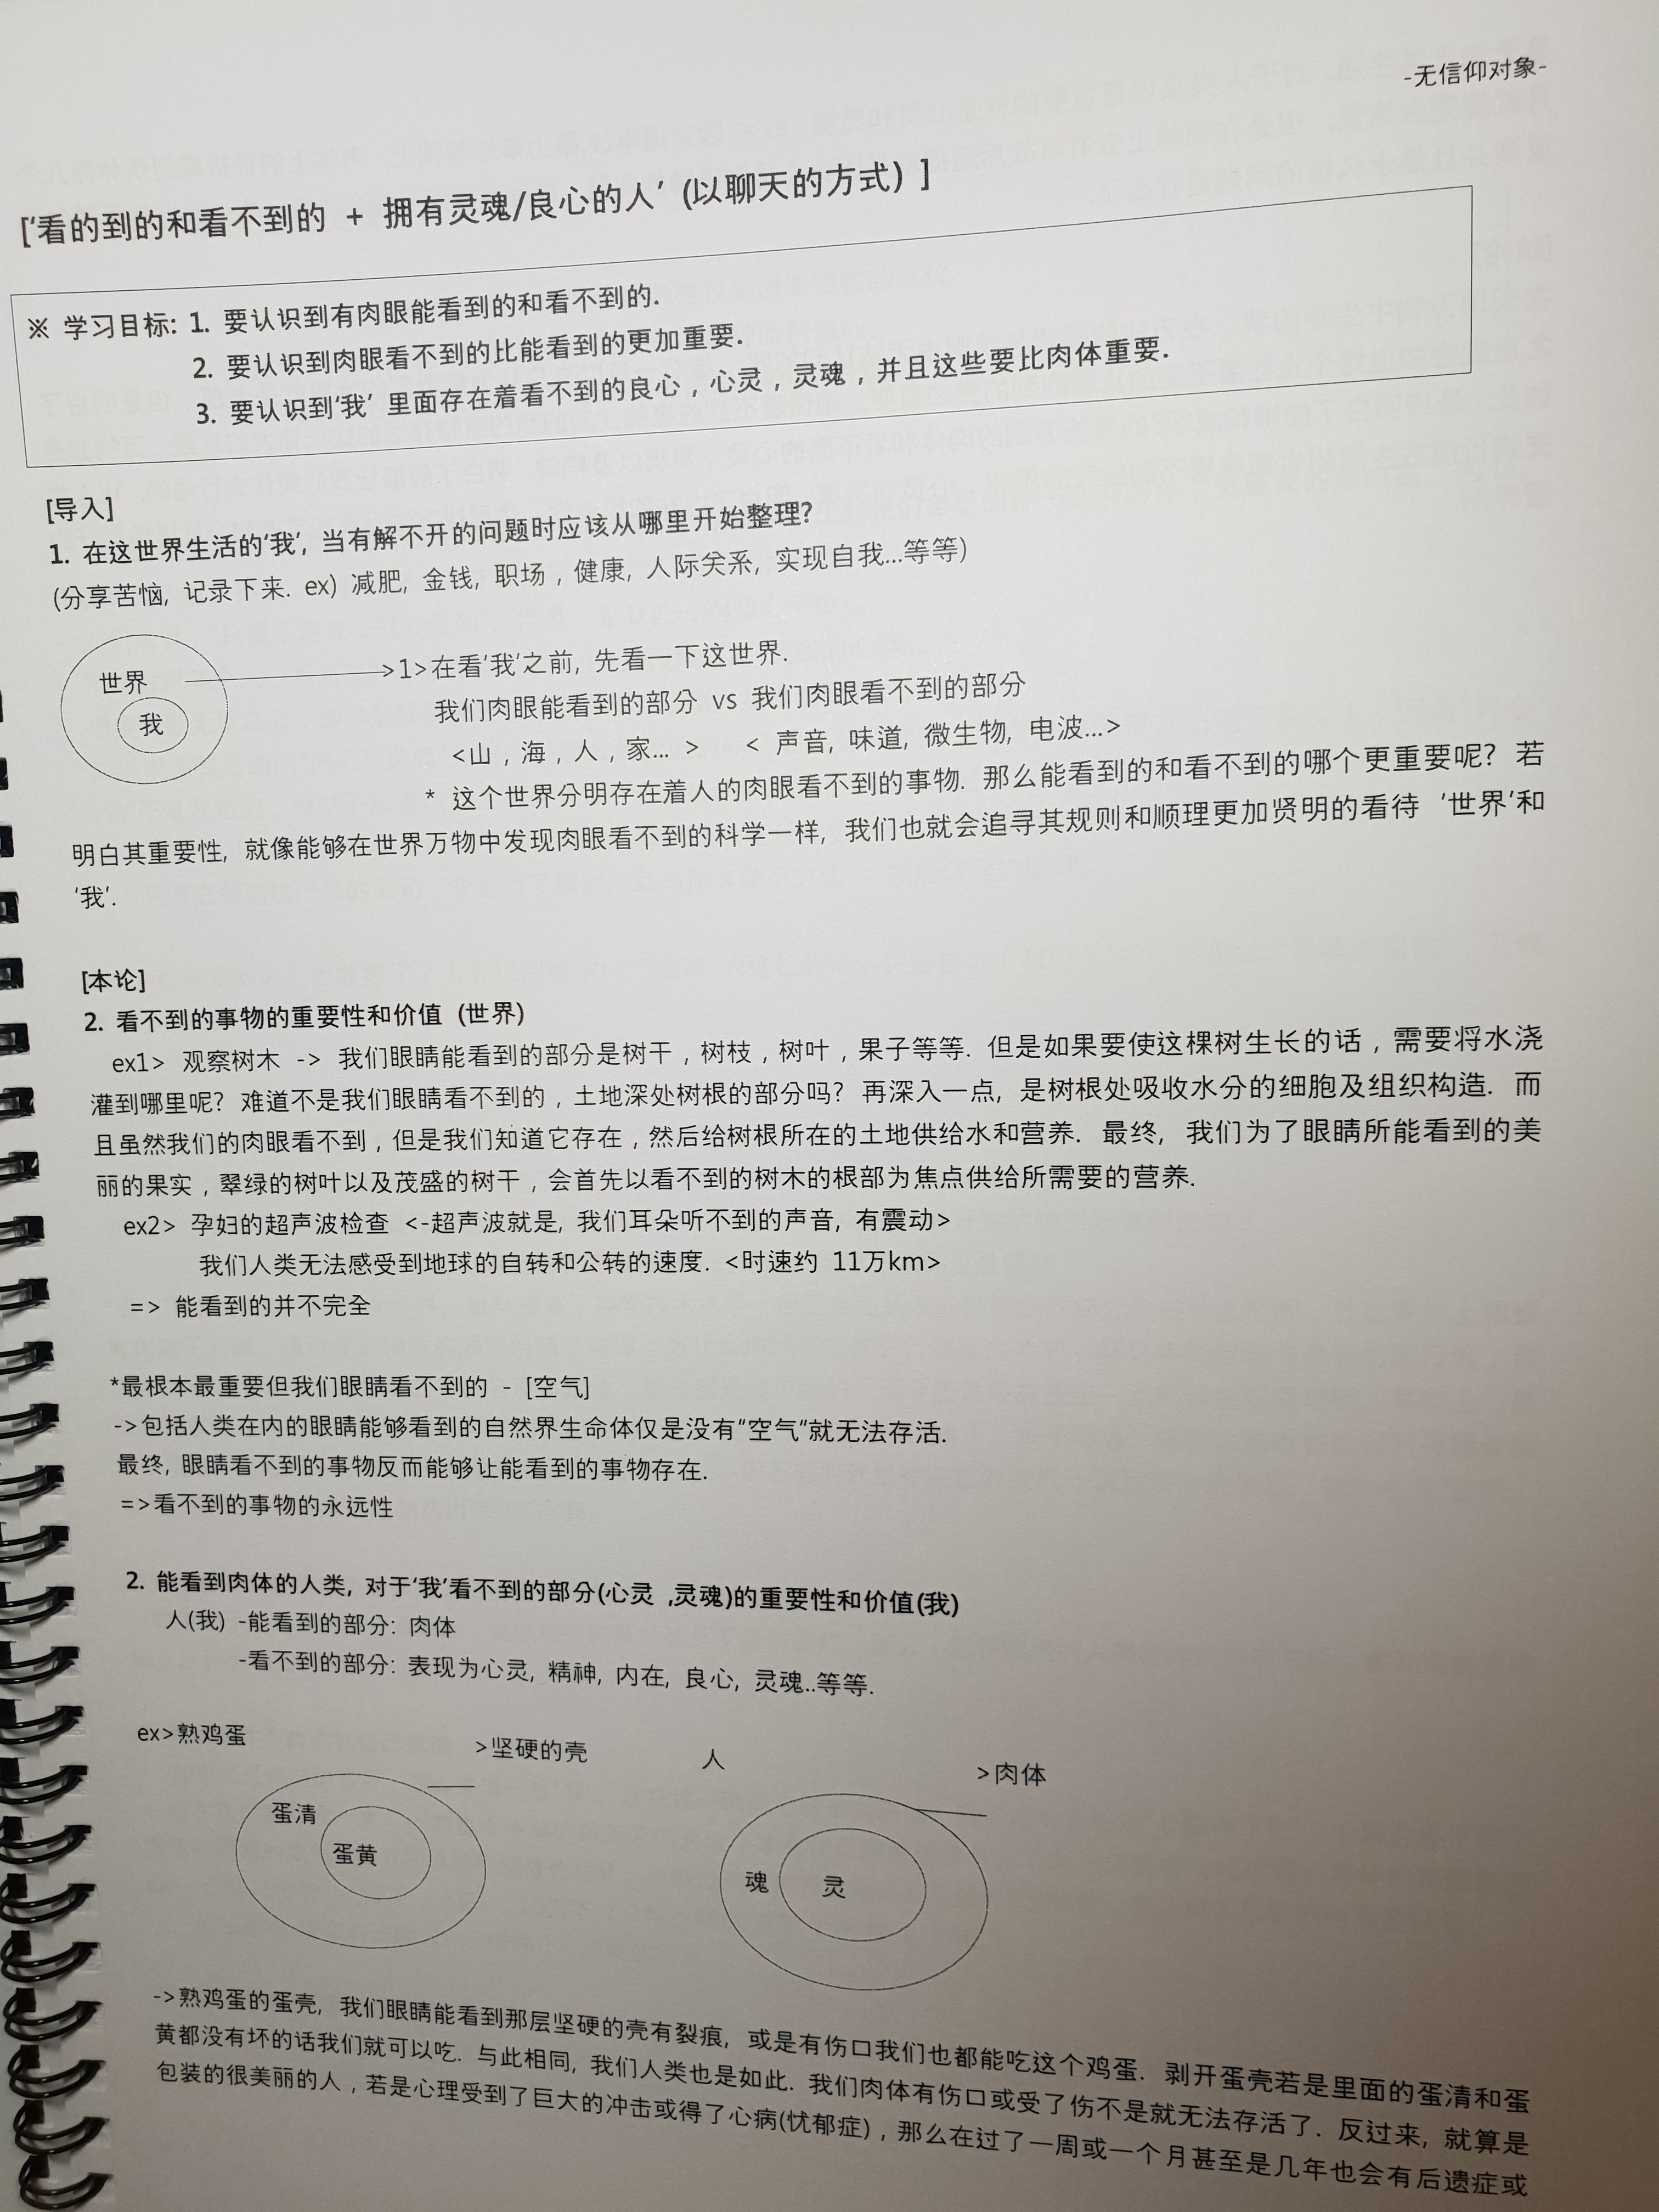 -无信仰对象-
['看的到的和看不到的 + 拥有灵魂/良心的人' (以聊天的方式) ]
※ 学习目标: 1. 要认识到有肉眼能看到的和看不到的.
2. 要认识到肉眼看不到的比能看到的更加重要.
3. 要认识到'我' 里面存在着看不到的良心，心灵，灵魂，并且这些要比肉体重要.
[导入]
1. 在这世界生活的'我', 当有解不开的问题时应该从哪里开始整理?
(分享苦恼, 记录下来. ex) 减肥, 金钱, 职场，健康, 人际关系, 实现自我...等等)
世界
我
>1>在看'我'之前, 先看一下这世界.
我们肉眼能看到的部分 vs 我们肉眼看不到的部分
<山，海，人，家... > < 声音, 味道, 微生物, 电波...>
* 这个世界分明存在着人的肉眼看不到的事物. 那么能看到的和看不到的哪个更重要呢? 若
明白其重要性, 就像能够在世界万物中发现肉眼看不到的科学一样, 我们也就会追寻其规则和顺理更加贤明的看待 '世界'和
'我'.
[本论]
2. 看不到的事物的重要性和价值 (世界)
ex1> 观察树木 -> 我们眼睛能看到的部分是树干，树枝，树叶，果子等等. 但是如果要使这棵树生长的话，需要将水浇
灌到哪里呢? 难道不是我们眼睛看不到的，土地深处树根的部分吗? 再深入一点, 是树根处吸收水分的细胞及组织构造. 而
且虽然我们的肉眼看不到，但是我们知道它存在，然后给树根所在的土地供给水和营养. 最终, 我们为了眼睛所能看到的美
丽的果实，翠绿的树叶以及茂盛的树干，会首先以看不到的树木的根部为焦点供给所需要的营养.
ex2> 孕妇的超声波检查 <-超声波就是, 我们耳朵听不到的声音, 有震动>
我们人类无法感受到地球的自转和公转的速度. <时速约 11万km>
=> 能看到的并不完全
*最根本最重要但我们眼睛看不到的 - [空气]
->包括人类在内的眼睛能够看到的自然界生命体仅是没有"空气"就无法存活.
最终, 眼睛看不到的事物反而能够让能看到的事物存在.
=>看不到的事物的永远性
2. 能看到肉体的人类, 对于'我'看不到的部分(心灵 ,灵魂)的重要性和价值(我)
人(我) -能看到的部分: 肉体
-看不到的部分: 表现为心灵, 精神, 内在, 良心, 灵魂..等等.
ex>熟鸡蛋
>坚硬的壳
人
>肉体
蛋清
蛋黄
魂
灵
->熟鸡蛋的蛋壳, 我们眼睛能看到那层坚硬的壳有裂痕, 或是有伤口我们也都能吃这个鸡蛋. 剥开蛋壳若是里面的蛋清和蛋
黄都没有坏的话我们就可以吃. 与此相同, 我们人类也是如此. 我们肉体有伤口或受了伤不是就无法存活了. 反过来, 就算是
包装的很美丽的人，若是心理受到了巨大的冲击或得了心病(忧郁症)，那么在过了一周或一个月甚至是几年也会有后遗症或